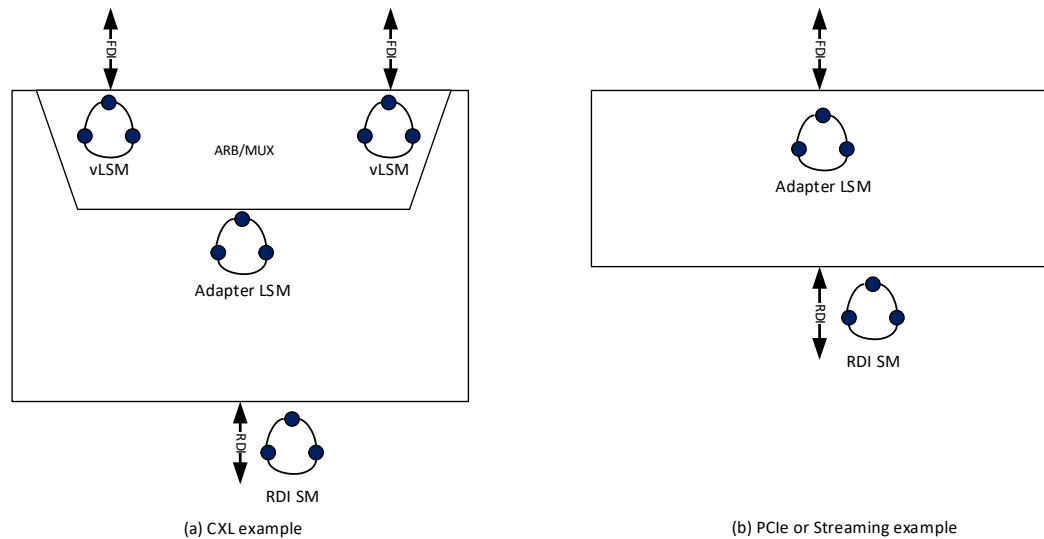 FDI
FDI
vLSM
ARB/MUX
vLSM
Adapter LSM
RDI
RDI SM
(a) CXL example
FDI
Adapter LSM
RDI
RDI SM
(b) PCIe or Streaming example